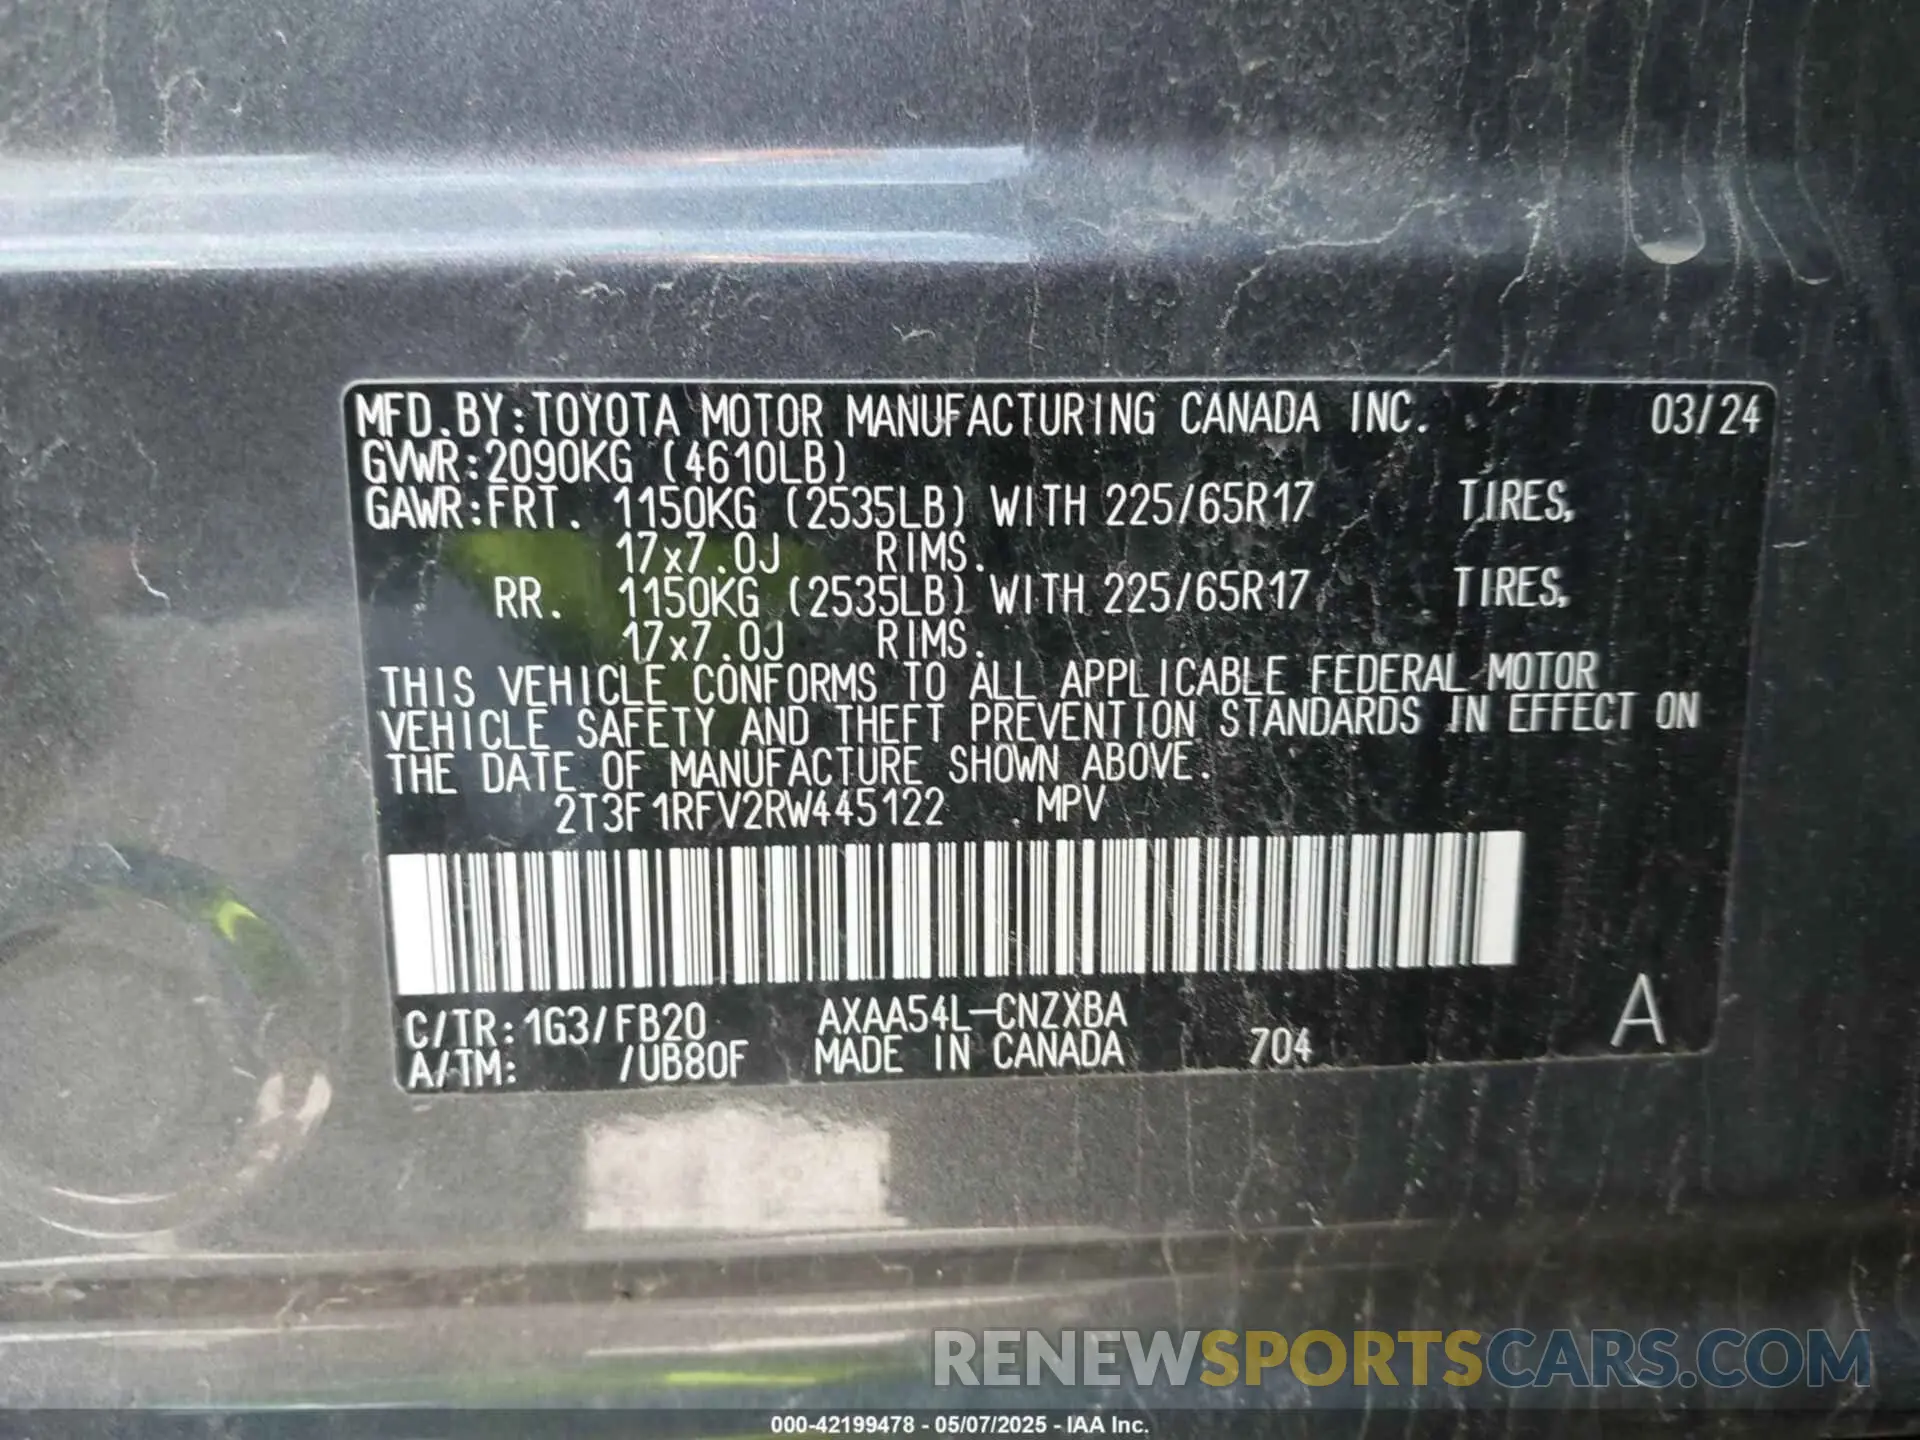 MFD.BY:TOYOTA MOTOR MANUFACTURING CANADA INC. 03/24
GVWR:2090KG (4610LB)
GAWR:FRT. 1150KG (2535LB) WITH 225/65R17 TIRES,
17x7.0J RIMS.
RR. 1150KG (2535LB) WITH 225/65R17 TIRES,
17x7.0J RIMS.
THIS VEHICLE CONFORMS TO ALL APPLICABLE FEDERAL MOTOR
VEHICLE SAFETY AND THEFT PREVENTION STANDARDS IN EFFECT ON
THE DATE OF MANUFACTURE SHOWN ABOVE.
2T3F1RFV2RW445122 MPV
C/TR:1G3/FB20 AXAA54L-CNZXBA
A/TM: /UB80F MADE IN CANADA 704 A
RENEWSPORTSCARS.COM
000-42199478 - 05/07/2025 - IAA Inc.